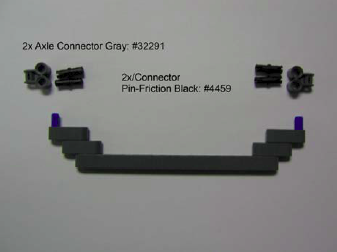 2x Axle Connector Gray: #32291
2x/Connector
Pin-Friction Black: #4459